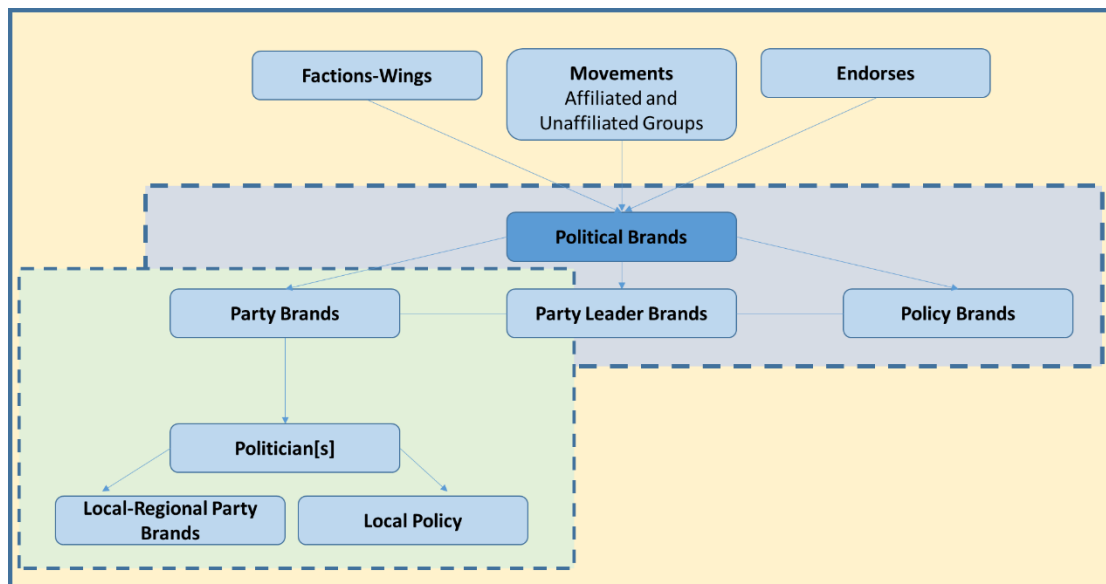 Factions-Wings
Movements
Affiliated and
Unaffiliated Groups
Endorses
Political Brands
Party Brands
Party Leader Brands
Policy Brands
Politician[s]
Local-Regional Party
Brands
Local Policy